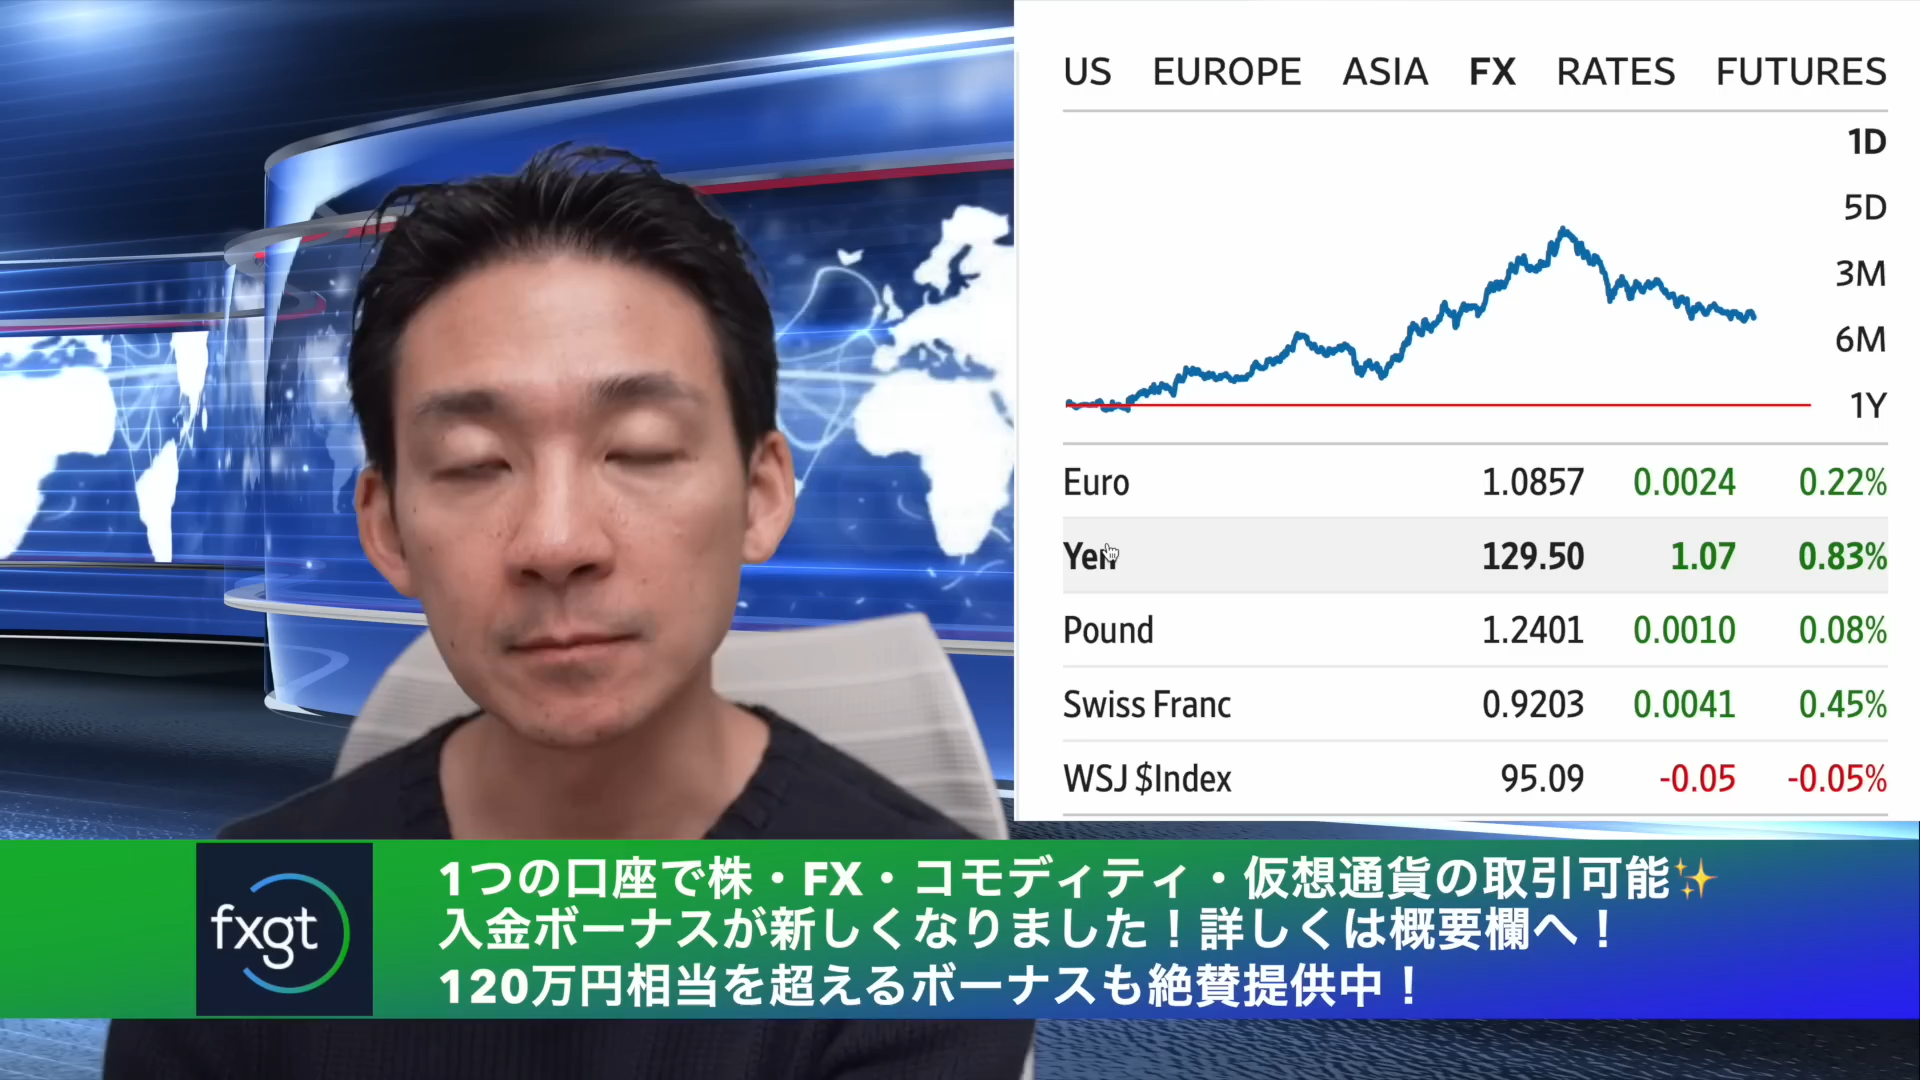 US EUROPE ASIA FX RATES FUTURES
1D
5D
3M
6M
1Y
Euro 1.0857 0.0024 0.22%
Yen 129.50 1.07 0.83%
Pound 1.2401 0.0010 0.08%
Swiss Franc 0.9203 0.0041 0.45%
WSJ $Index 95.09 -0.05 -0.05%
fxgt
1つの口座で株・FX・コモディティ・仮想通貨の取引可能✨
入金ボーナスが新しくなりました！詳しくは概要欄へ！
120万円相当を超えるボーナスも絶賛提供中！